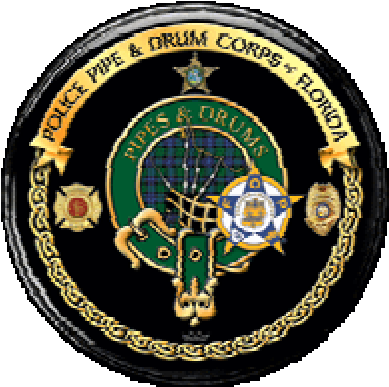 POLICE PIPE & DRUM CORPS of FLORIDA
PIPES & DRUMS